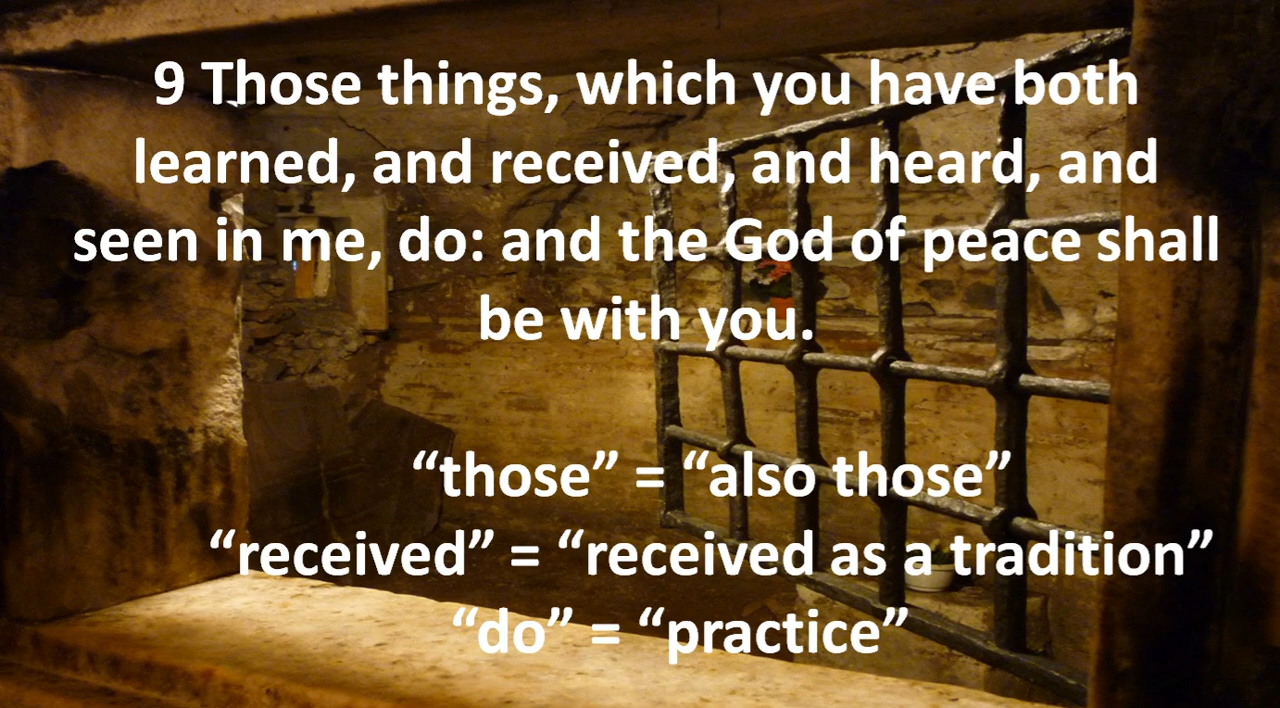 9 Those things, which you have both
learned, and received, and heard, and
seen in me, do: and the God of peace shall
be with you.
“those” = “also those”
“received” = “received as a tradition”
“do” = “practice”